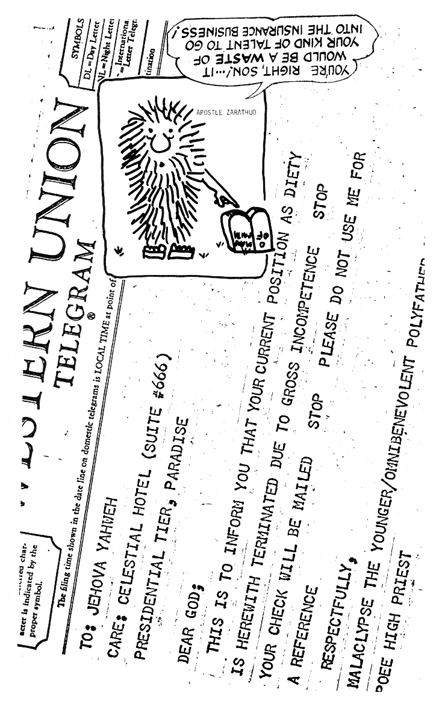 YOU'RE RIGHT, SON!... IT
WOULD BE A WASTE OF
YOUR KIND OF TALENT TO GO
INTO THE INSURANCE BUSINESS!
APOSTLE ZARATHUD
SYMBOLS
DL=Day Letter
NL=Night Letter
=International
Letter Telegr
WESTERN UNION
TELEGRAM
®
acter is indicated by the
proper symbol.
The filing time shown in the date line on domestic telegrams is LOCAL TIME at point of
TO: JEHOVA YAHWEH
CARE: CELESTIAL HOTEL (SUITE #666)
PRESIDENTIAL TIER, PARADISE
DEAR GOD;
THIS IS TO INFORM YOU THAT YOUR CURRENT POSITION AS DIETY
IS HEREWITH TERMINATED DUE TO GROSS INCOMPETENCE STOP
YOUR CHECK WILL BE MAILED STOP PLEASE DO NOT USE ME FOR
A REFERENCE
RESPECTFULLY,
MALACLYPSE THE YOUNGER/OMNIBENEVOLENT POLYFATHER
POEE HIGH PRIEST